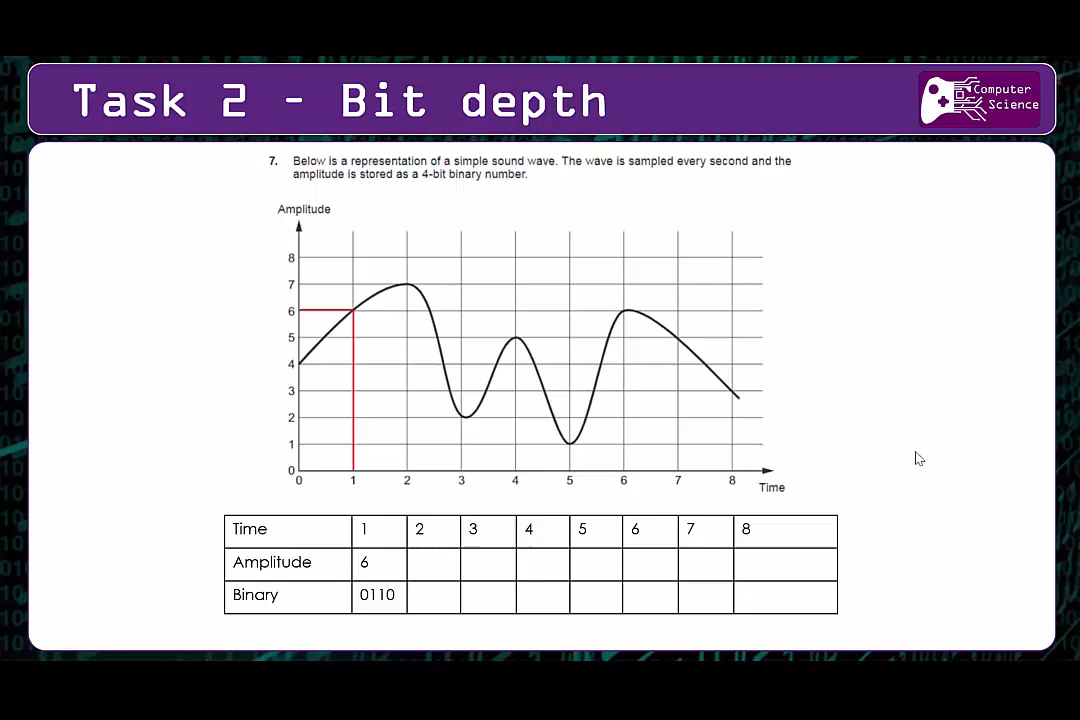 Task 2 - Bit depth
Computer
Science
7. Below is a representation of a simple sound wave. The wave is sampled every second and the
amplitude is stored as a 4-bit binary number.
Amplitude
8
7
6
5
4
3
2
1
0
0 1 2 3 4 5 6 7 8
Time
Time 1 2 3 4 5 6 7 8
Amplitude 6
Binary 0110